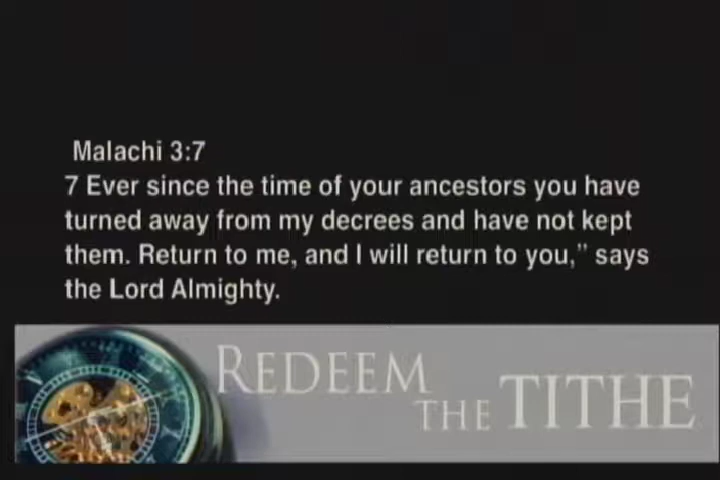 Malachi 3:7
7 Ever since the time of your ancestors you have
turned away from my decrees and have not kept
them. Return to me, and I will return to you,” says
the Lord Almighty.
REDEEM
THE TITHE